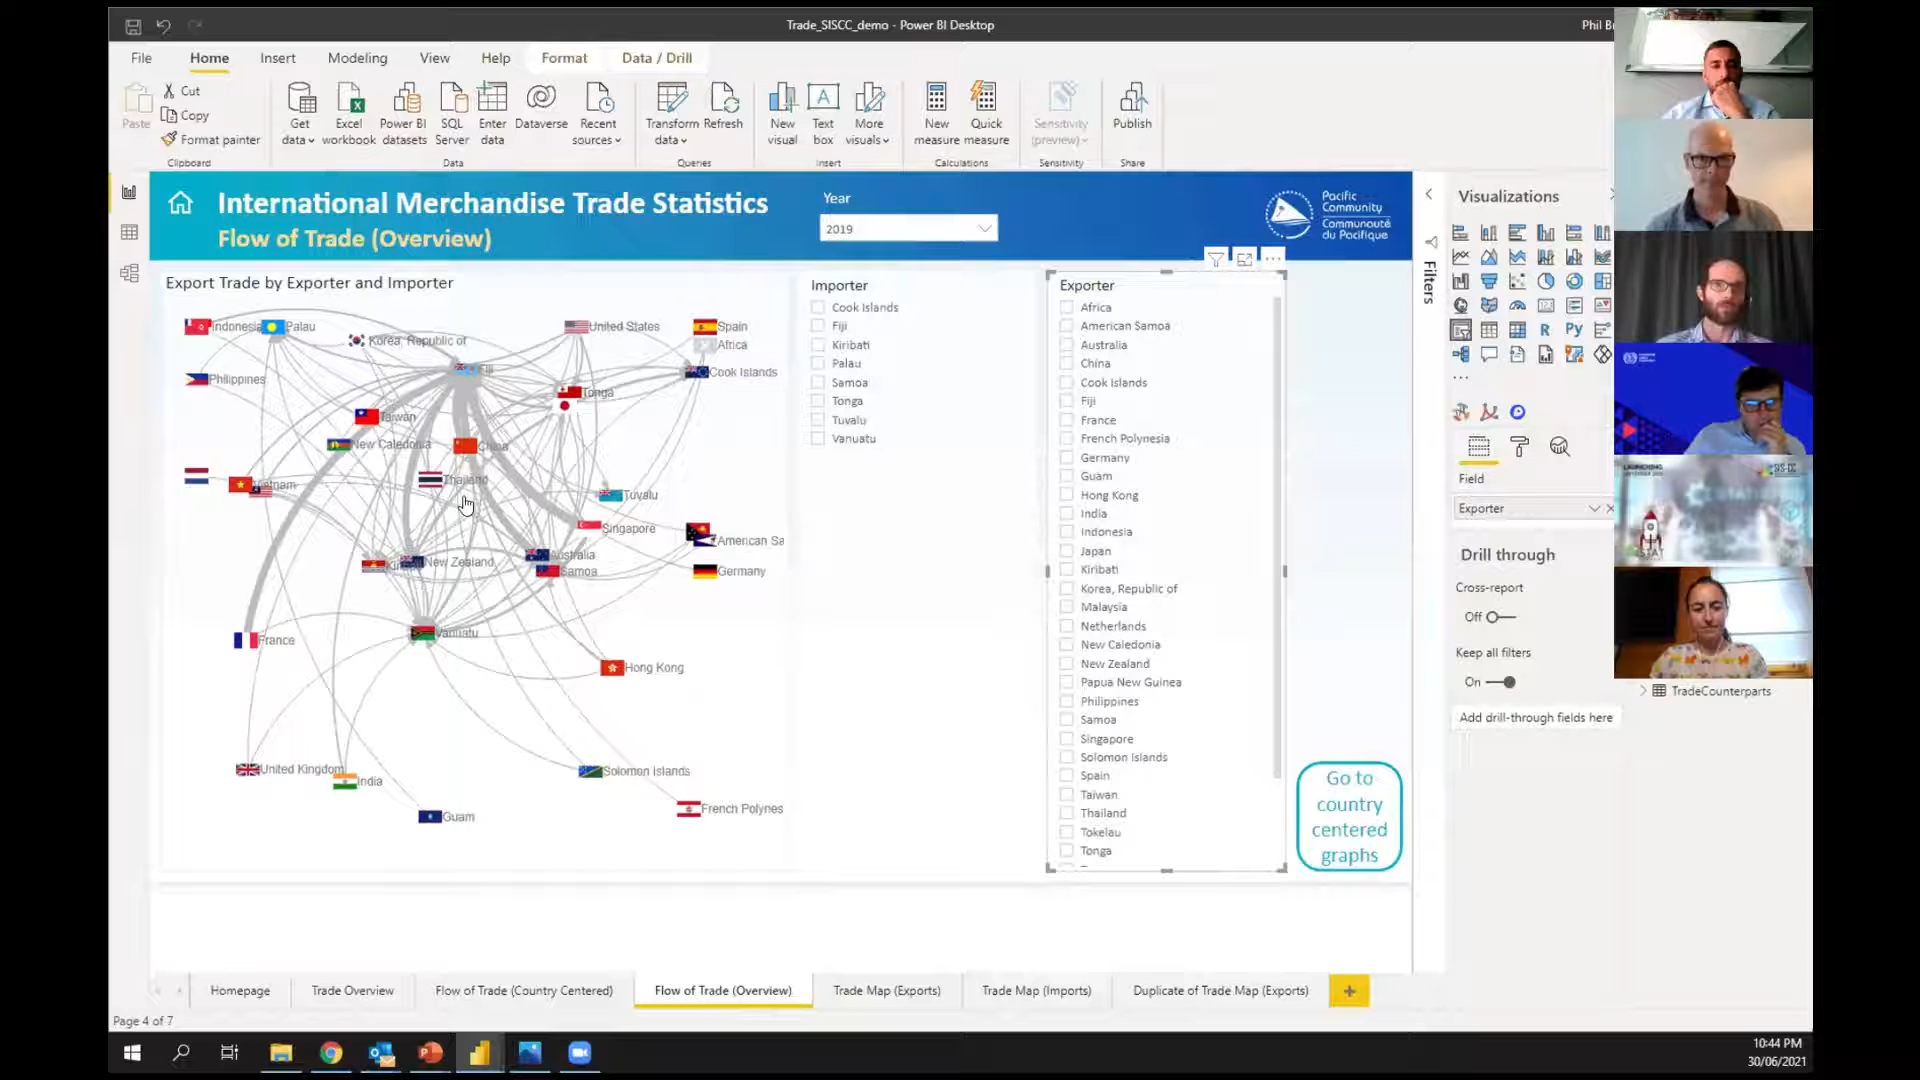 Trade_SISCC_demo - Power BI Desktop
Phil
File Home Insert Modeling View Help Format Data / Drill
Paste
Cut
Copy
Format painter
Clipboard
Get data
Excel workbook
Power BI datasets
SQL Server
Enter data
Dataverse
Recent sources
Data
Transform data
Refresh
Queries
New visual
Text box
More visuals
Insert
New measure
Quick measure
Calculations
Sensitivity (preview)
Sensitivity
Publish
Share
International Merchandise Trade Statistics
Flow of Trade (Overview)
Year
2019
Pacific
Community
Communauté
du Pacifique
Export Trade by Exporter and Importer
Indonesia
Palau
Korea, Republic of
United States
Spain
Africa
Fiji
Cook Islands
Philippines
Tonga
Taiwan
New Caledonia
China
Thailand
Vietnam
Tuvalu
Singapore
American Sa
New Zealand
Australia
Samoa
Germany
France
Vanuatu
Hong Kong
United Kingdom
India
Solomon Islands
Guam
French Polynes
Importer
Cook Islands
Fiji
Kiribati
Palau
Samoa
Tonga
Tuvalu
Vanuatu
Exporter
Africa
American Samoa
Australia
China
Cook Islands
Fiji
France
French Polynesia
Germany
Guam
Hong Kong
India
Indonesia
Japan
Kiribati
Korea, Republic of
Malaysia
Netherlands
New Caledonia
New Zealand
Papua New Guinea
Philippines
Samoa
Singapore
Solomon Islands
Spain
Taiwan
Thailand
Tokelau
Tonga
Go to
country
centered
graphs
Filters
Visualizations
R Py
Field
Exporter
Drill through
Cross-report
Off
Keep all filters
On
Add drill-through fields here
LAUNCHING
SIS-CC
TradeCounterparts
Homepage
Trade Overview
Flow of Trade (Country Centered)
Flow of Trade (Overview)
Trade Map (Exports)
Trade Map (Imports)
Duplicate of Trade Map (Exports)
Page 4 of 7
10:44 PM
30/06/2021